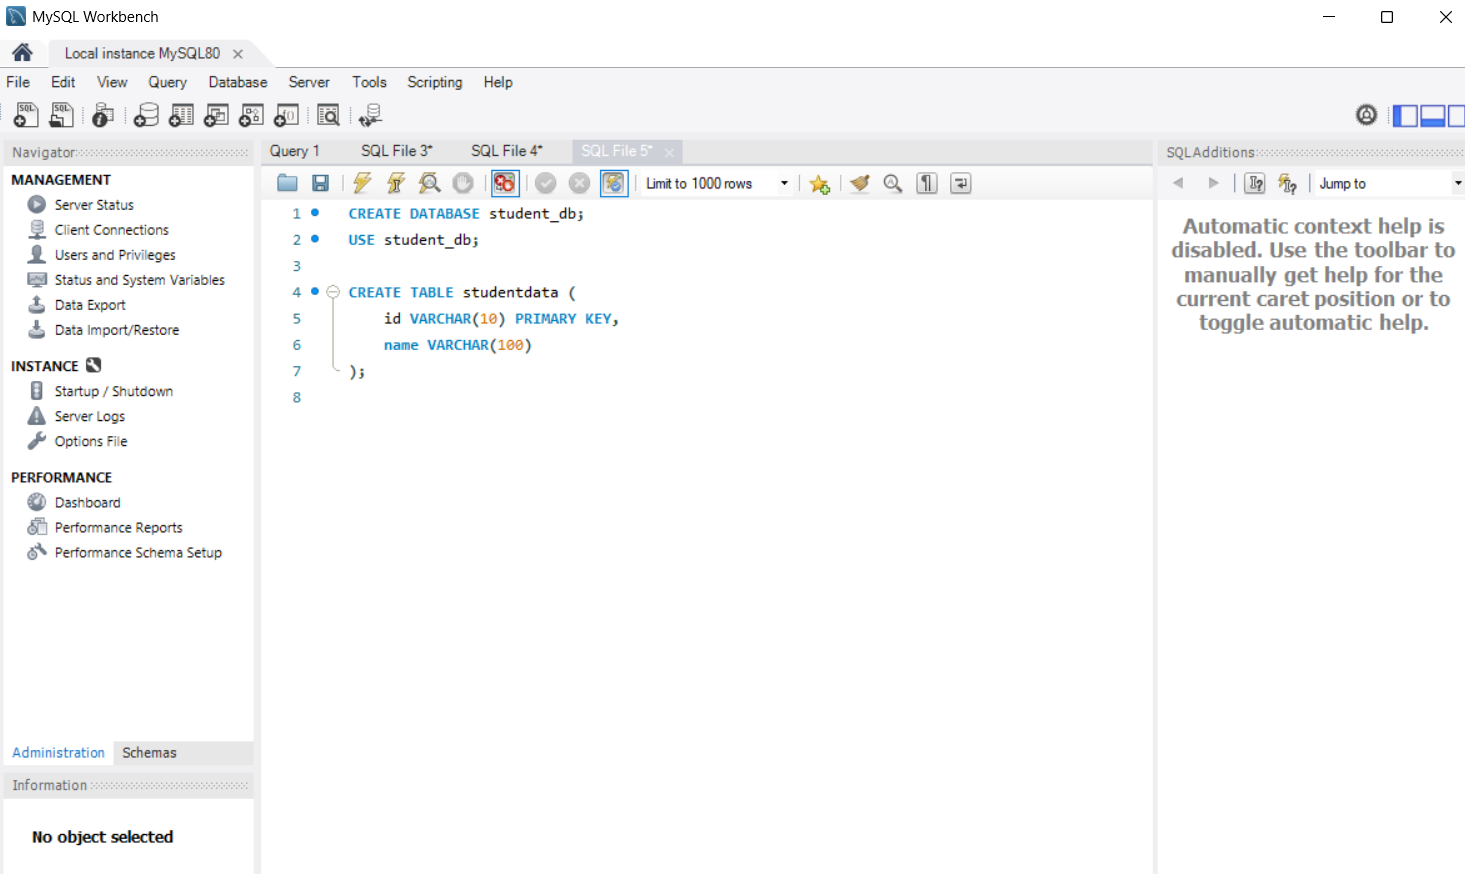 MySQL Workbench
Local instance MySQL80
File Edit View Query Database Server Tools Scripting Help
Navigator
MANAGEMENT
Server Status
Client Connections
Users and Privileges
Status and System Variables
Data Export
Data Import/Restore
INSTANCE
Startup / Shutdown
Server Logs
Options File
PERFORMANCE
Dashboard
Performance Reports
Performance Schema Setup
Administration Schemas
Information
No object selected
Query 1 SQL File 3* SQL File 4* SQL File 5*
Limit to 1000 rows
1 CREATE DATABASE student_db;
2 USE student_db;
3
4 CREATE TABLE studentdata (
5 id VARCHAR(10) PRIMARY KEY,
6 name VARCHAR(100)
7 );
8
SQLAdditions
Jump to
Automatic context help is
disabled. Use the toolbar to
manually get help for the
current caret position or to
toggle automatic help.